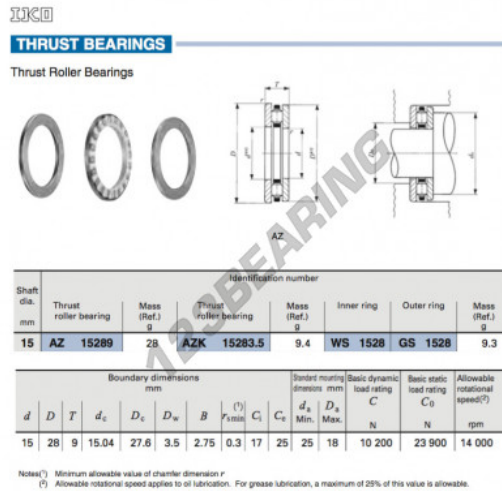 IKO
THRUST BEARINGS
Thrust Roller Bearings
T
r
D
d
AZ
123BEARING
Identification number
Shaft dia. mm
Thrust roller bearing
Mass (Ref.) g
Thrust roller bearing
Mass (Ref.) g
Inner ring
Outer ring
Mass (Ref.) g
15 AZ 15289 28 AZK 15283.5 9.4 WS 1528 GS 1528 9.3
Boundary dimensions mm
Standard mounting dimensions mm
Basic dynamic load rating C N
Basic static load rating C0 N
Allowable rotational speed(2) rpm
d D T dc Dc Dw B rs min(1) Ci Ce da Min. Da Max.
15 28 9 15.04 27.6 3.5 2.75 0.3 17 25 25 18 10 200 23 900 14 000
Notes(1) Minimum allowable value of chamfer dimension r
(2) Allowable rotational speed applies to oil lubrication. For grease lubrication, a maximum of 25% of this value is allowable.